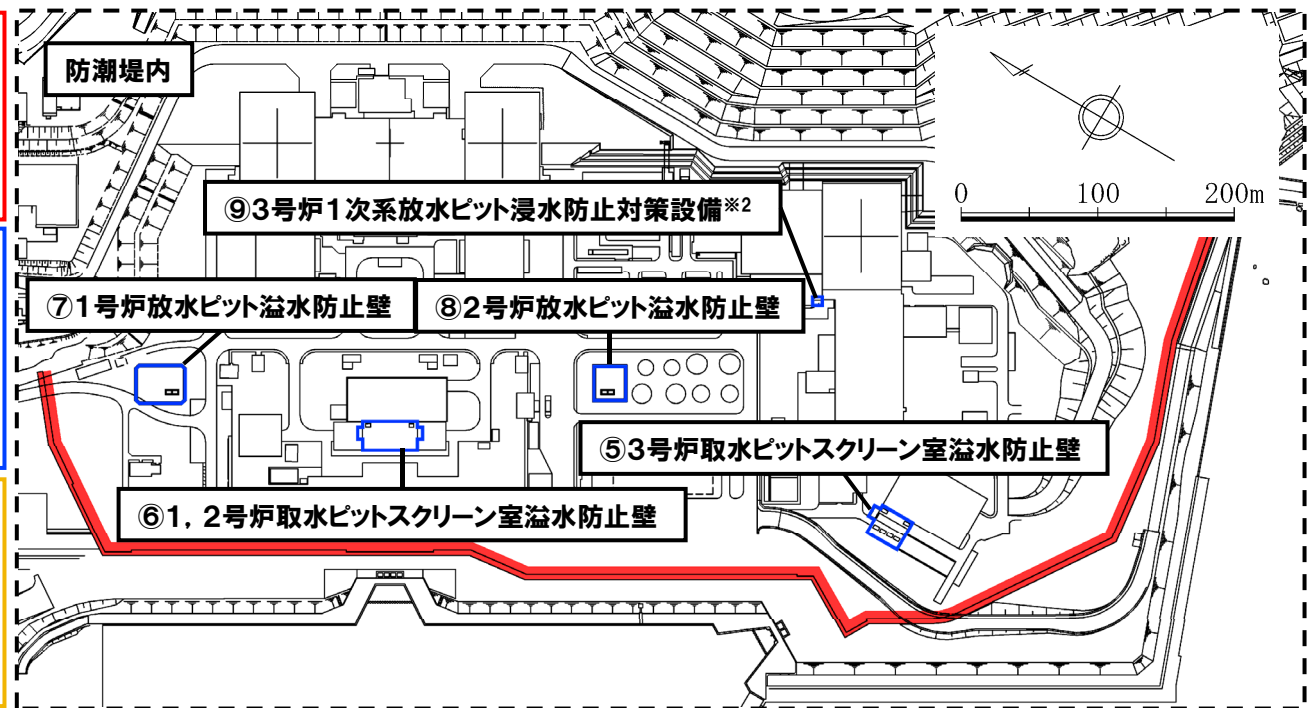 防潮堤内
0 100 200m
⑨3号炉1次系放水ピット浸水防止対策設備※2
⑦1号炉放水ピット溢水防止壁
⑧2号炉放水ピット溢水防止壁
⑤3号炉取水ピットスクリーン室溢水防止壁
⑥1，2号炉取水ピットスクリーン室溢水防止壁